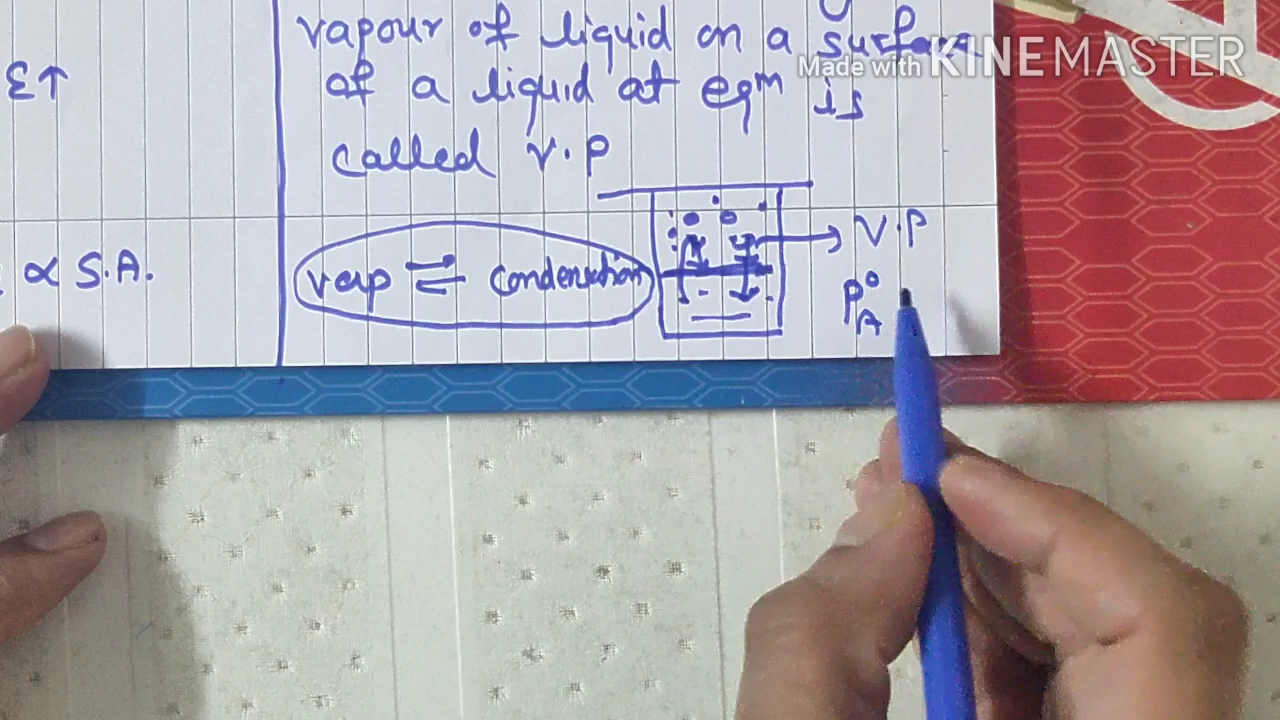 vapour of liquid on a surface
of a liquid at eqm is
called V.P
E↑
∝ S.A.
vap ⇌ condensation
V.P
P°A
Made with KINEMASTER